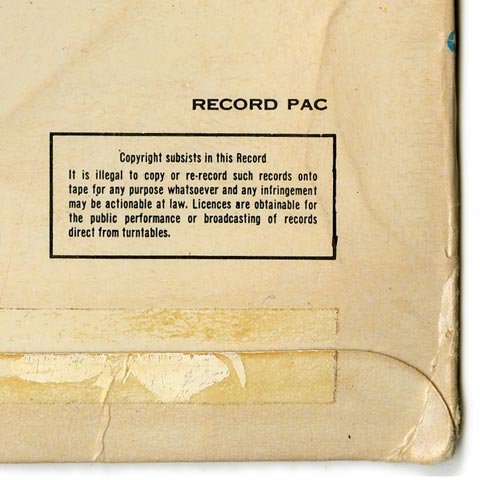 RECORD PAC
Copyright subsists in this Record
It is illegal to copy or re-record such records onto
tape for any purpose whatsoever and any infringement
may be actionable at law. Licences are obtainable for
the public performance or broadcasting of records
direct from turntables.